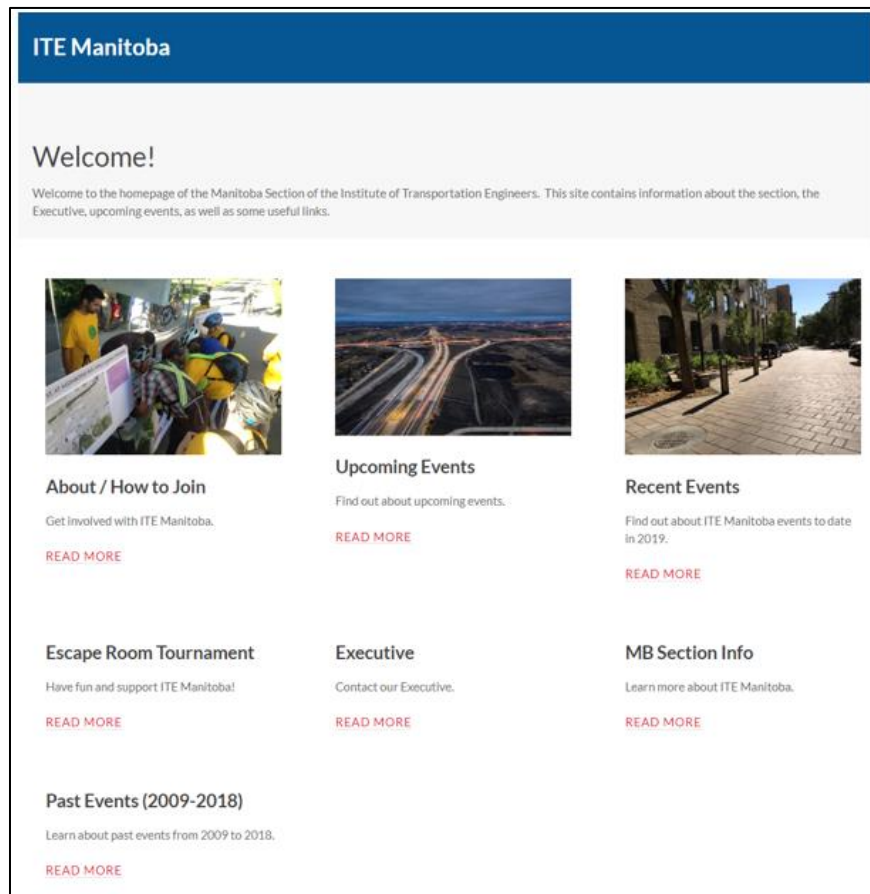 ITE Manitoba
Welcome!
Welcome to the homepage of the Manitoba Section of the Institute of Transportation Engineers. This site contains information about the section, the
Executive, upcoming events, as well as some useful links.
About / How to Join
Get involved with ITE Manitoba.
READ MORE
Upcoming Events
Find out about upcoming events.
READ MORE
Recent Events
Find out about ITE Manitoba events to date
in 2019.
READ MORE
Escape Room Tournament
Have fun and support ITE Manitoba!
READ MORE
Executive
Contact our Executive.
READ MORE
MB Section Info
Learn more about ITE Manitoba.
READ MORE
Past Events (2009-2018)
Learn about past events from 2009 to 2018.
READ MORE